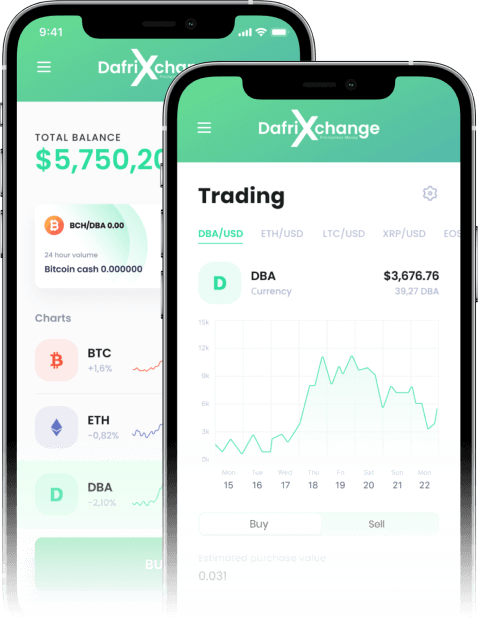 9:41
DafriXchange
TOTAL BALANCE
$5,750,20
BCH/DBA 0.00
24 hour volume
Bitcoin cash 0.000000
Charts
BTC
+1,6%
ETH
-0,82%
D
DBA
-2,10%
BU
DafriXchange
Trading
DBA/USD ETH/USD LTC/USD XRP/USD EOS
D
DBA
$3,676.76
Currency
39,27 DBA
15k
12k
9k
6k
3k
0k
Mon Tue Wed Thu Fri Sat Sun Mon
15 16 17 18 19 20 21 22
Buy
Sell
Estimated purchase value
0.031